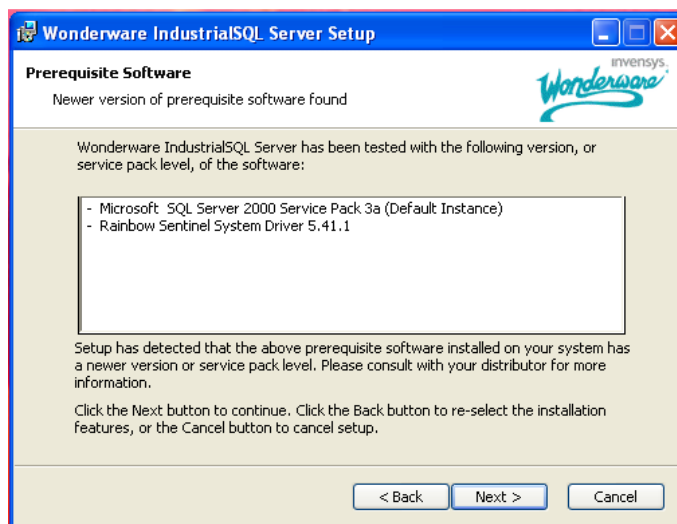 Wonderware IndustrialSQL Server Setup
Prerequisite Software
Newer version of prerequisite software found
invensys.
Wonderware
Wonderware IndustrialSQL Server has been tested with the following version, or
service pack level, of the software:
- Microsoft SQL Server 2000 Service Pack 3a (Default Instance)
- Rainbow Sentinel System Driver 5.41.1
Setup has detected that the above prerequisite software installed on your system has
a newer version or service pack level. Please consult with your distributor for more
information.
Click the Next button to continue. Click the Back button to re-select the installation
features, or the Cancel button to cancel setup.
< Back Next > Cancel